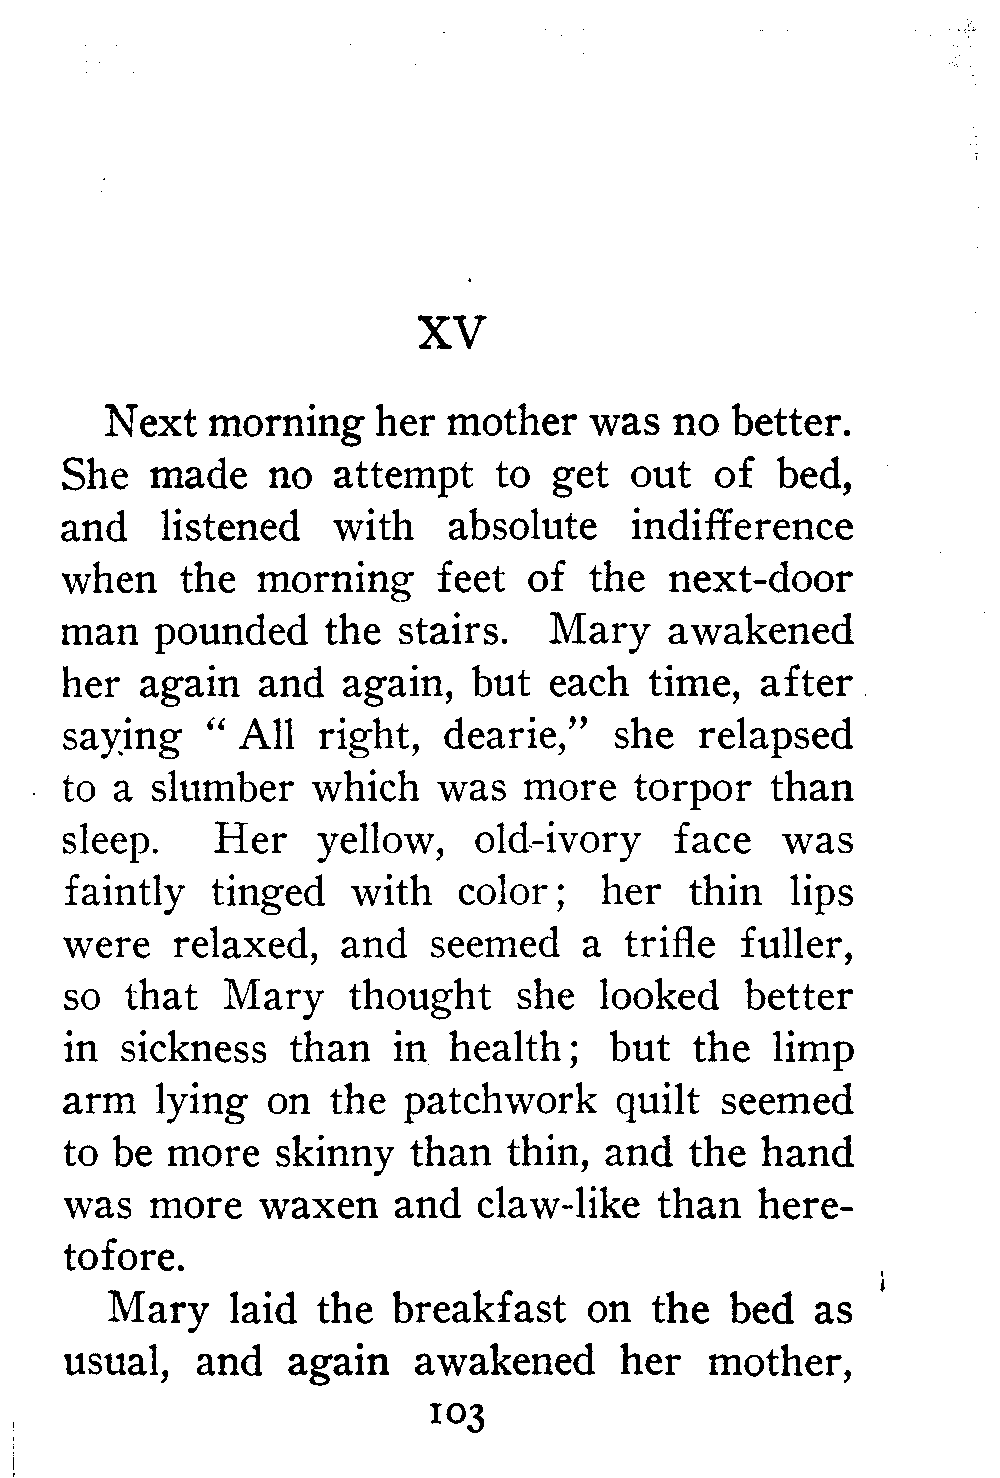 XV
Next morning her mother was no better.
She made no attempt to get out of bed,
and listened with absolute indifference
when the morning feet of the next-door
man pounded the stairs. Mary awakened
her again and again, but each time, after
saying “ All right, dearie,” she relapsed
to a slumber which was more torpor than
sleep. Her yellow, old-ivory face was
faintly tinged with color; her thin lips
were relaxed, and seemed a trifle fuller,
so that Mary thought she looked better
in sickness than in health; but the limp
arm lying on the patchwork quilt seemed
to be more skinny than thin, and the hand
was more waxen and claw-like than here-
tofore.
Mary laid the breakfast on the bed as
usual, and again awakened her mother,
103